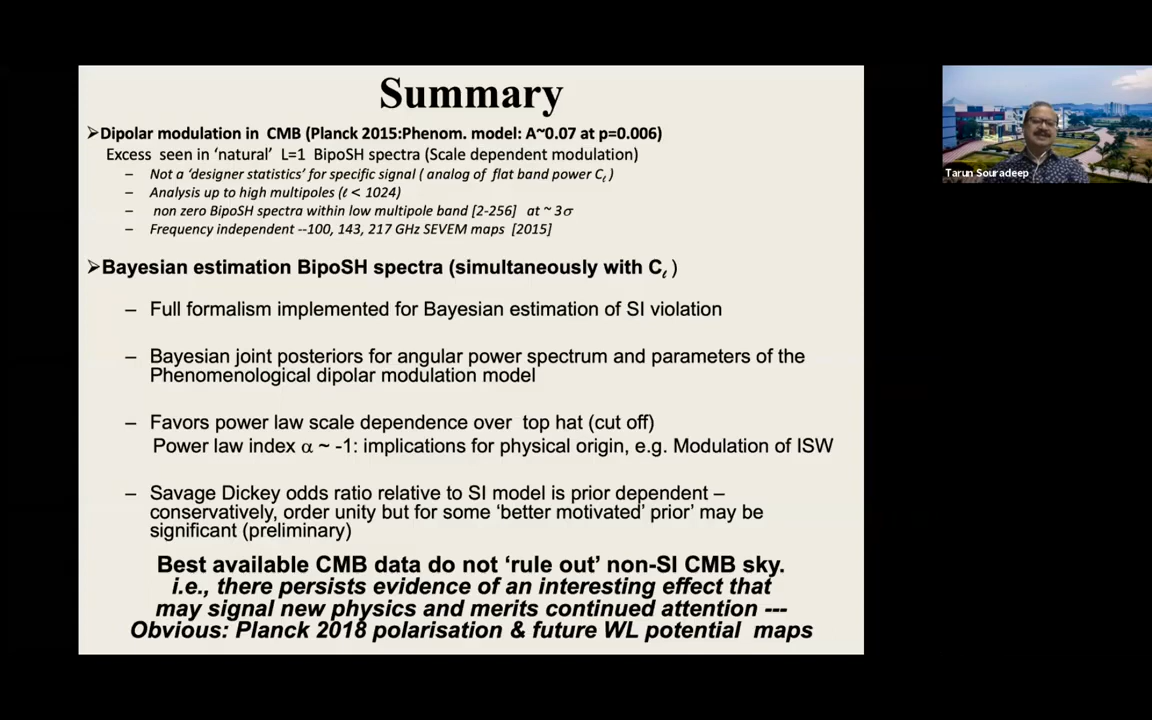 Summary
➢Dipolar modulation in CMB (Planck 2015:Phenom. model: A~0.07 at p=0.006)
Excess seen in ‘natural’ L=1 BipoSH spectra (Scale dependent modulation)
– Not a ‘designer statistics’ for specific signal ( analog of flat band power Cℓ )
– Analysis up to high multipoles (ℓ < 1024)
– non zero BipoSH spectra within low multipole band [2-256] at ~ 3σ
– Frequency independent --100, 143, 217 GHz SEVEM maps [2015]
➢Bayesian estimation BipoSH spectra (simultaneously with Cℓ )
– Full formalism implemented for Bayesian estimation of SI violation
– Bayesian joint posteriors for angular power spectrum and parameters of the
Phenomenological dipolar modulation model
– Favors power law scale dependence over top hat (cut off)
Power law index α ~ -1: implications for physical origin, e.g. Modulation of ISW
– Savage Dickey odds ratio relative to SI model is prior dependent –
conservatively, order unity but for some ‘better motivated’ prior’ may be
significant (preliminary)
Best available CMB data do not ‘rule out’ non-SI CMB sky.
i.e., there persists evidence of an interesting effect that
may signal new physics and merits continued attention ---
Obvious: Planck 2018 polarisation & future WL potential maps
Tarun Souradeep